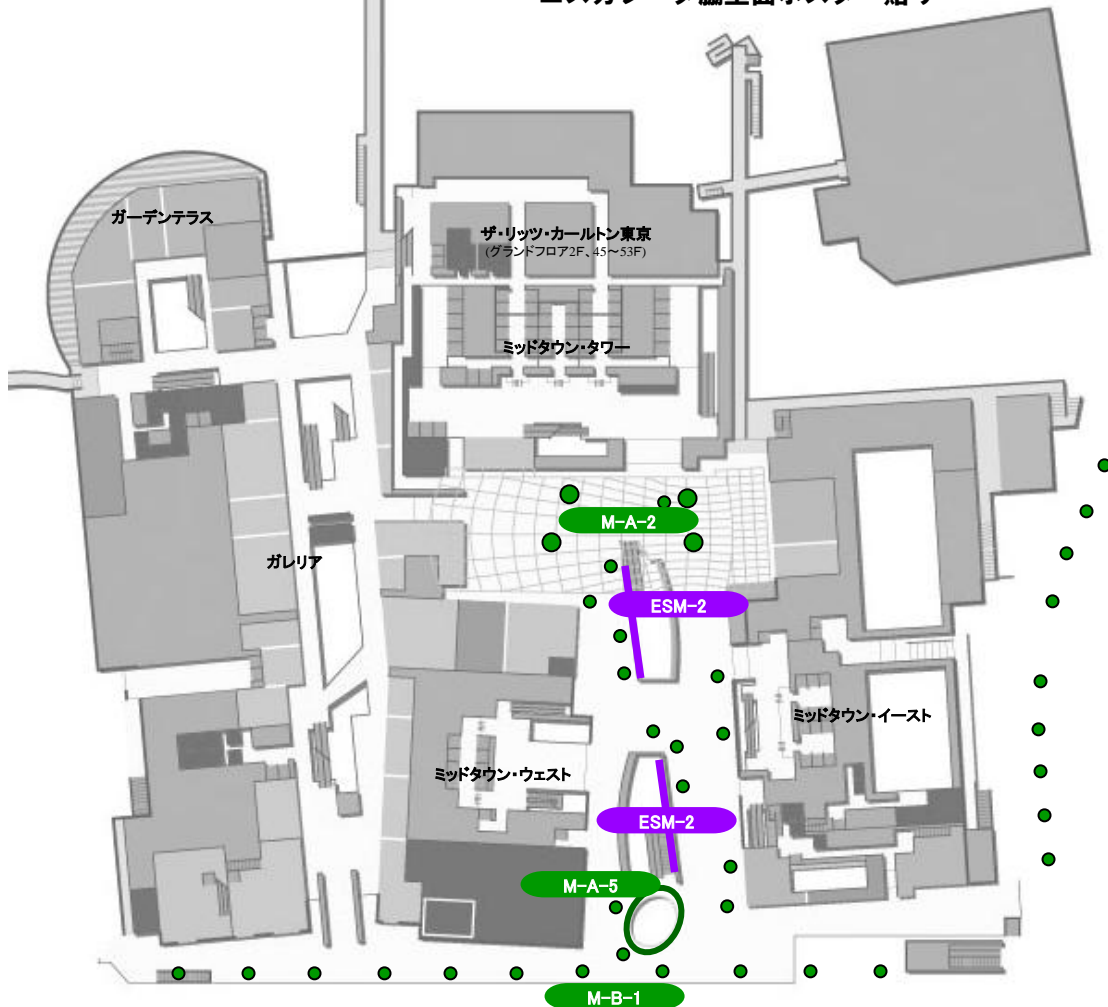 ガーデンテラス
ザ・リッツ・カールトン東京
(グランドフロア2F、45～53F)
ミッドタウン・タワー
M-A-2
ガレリア
ESM-2
ミッドタウン・イースト
ミッドタウン・ウェスト
ESM-2
M-A-5
M-B-1